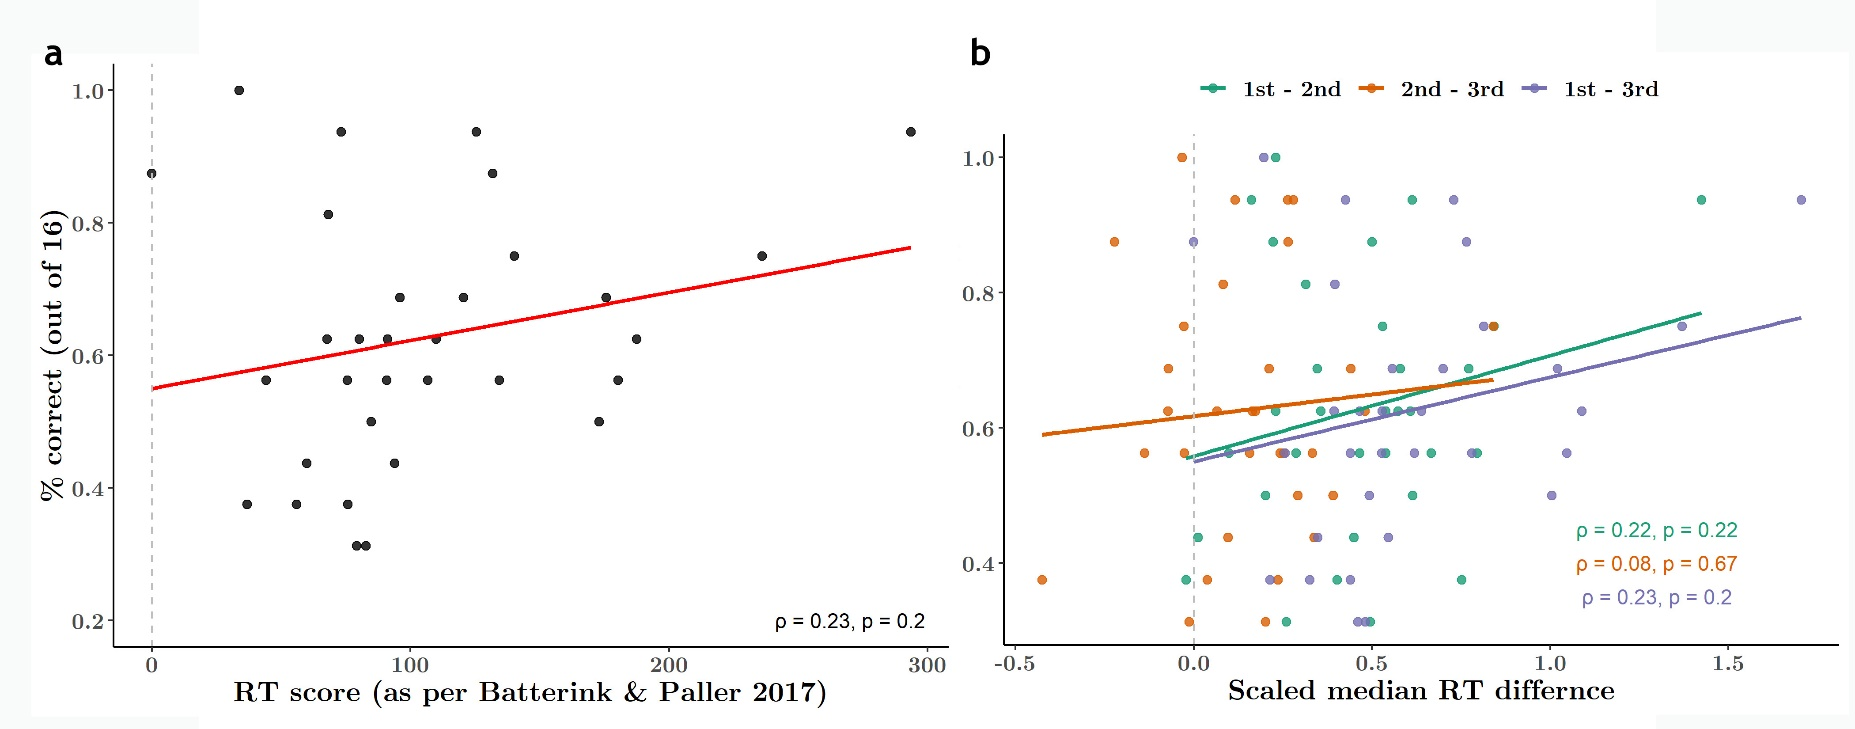 a
1.0
0.8
0.6
0.4
0.2
% correct (out of 16)
ρ = 0.23, p = 0.2
0 100 200 300
RT score (as per Batterink & Paller 2017)
b
1st - 2nd 2nd - 3rd 1st - 3rd
1.0
0.8
0.6
0.4
ρ = 0.22, p = 0.22
ρ = 0.08, p = 0.67
ρ = 0.23, p = 0.2
-0.5 0.0 0.5 1.0 1.5
Scaled median RT differnce